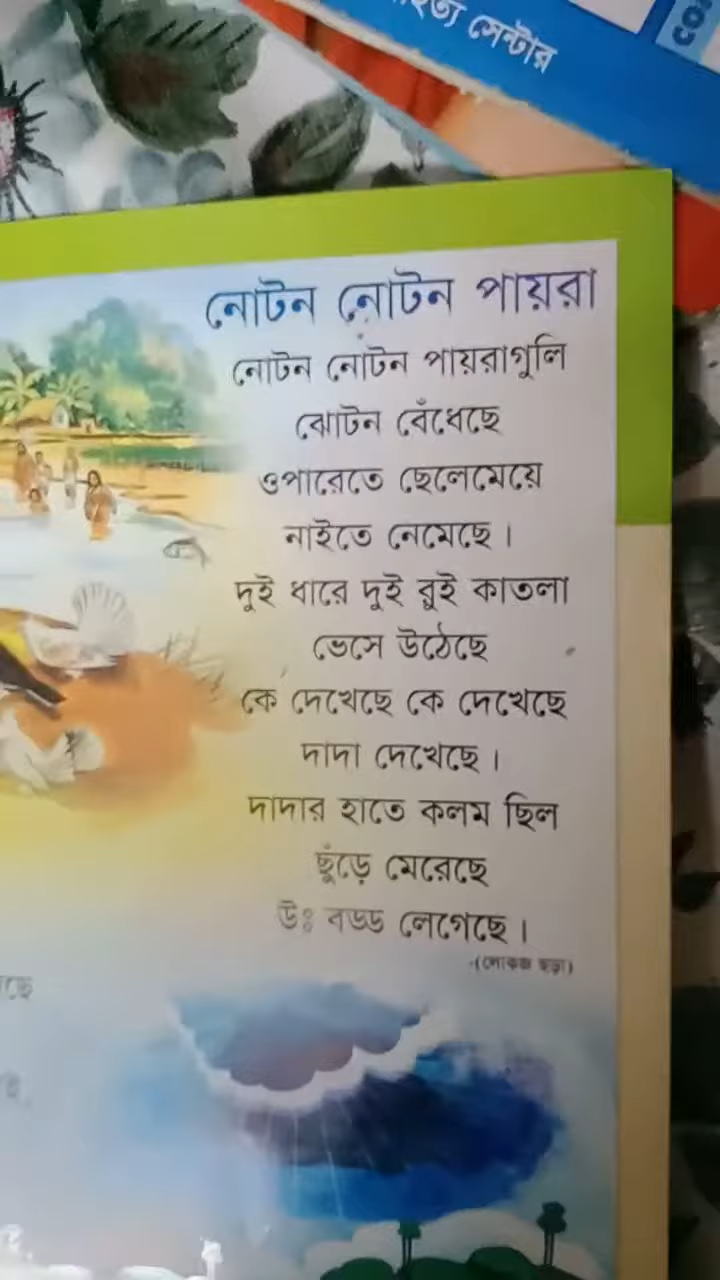 সেন্টার
নোটন নোটন পায়রা
নোটন নোটন পায়রাগুলি
ঝোটন বেঁধেছে
ওপারেতে ছেলেমেয়ে
নাইতে নেমেছে।
দুই ধারে দুই রুই কাতলা
ভেসে উঠেছে
কে দেখেছে কে দেখেছে
দাদা দেখেছে।
দাদার হাতে কলম ছিল
ছুঁড়ে মেরেছে
উঃ বড্ড লেগেছে।
-(লোকজ ছড়া)